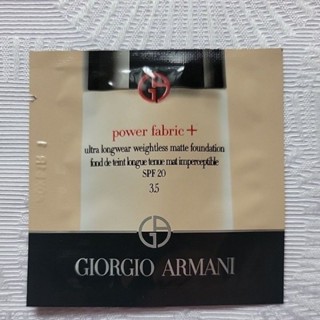 power fabric+
ultra longwear weightless matte foundation
fond de teint longue tenue mat imperceptible
SPF 20
3.5
GIORGIO ARMANI